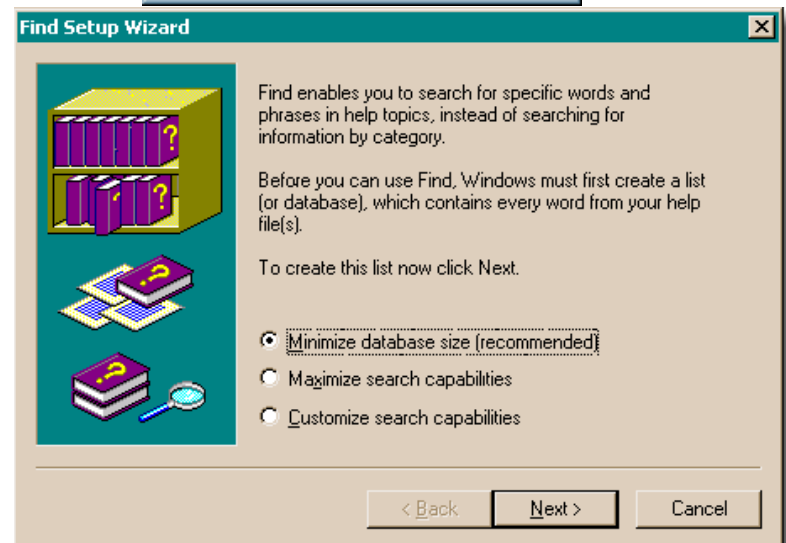 Find Setup Wizard
Find enables you to search for specific words and
phrases in help topics, instead of searching for
information by category.
Before you can use Find, Windows must first create a list
(or database), which contains every word from your help
file(s).
To create this list now click Next.
Minimize database size (recommended)
Maximize search capabilities
Customize search capabilities
< Back Next > Cancel